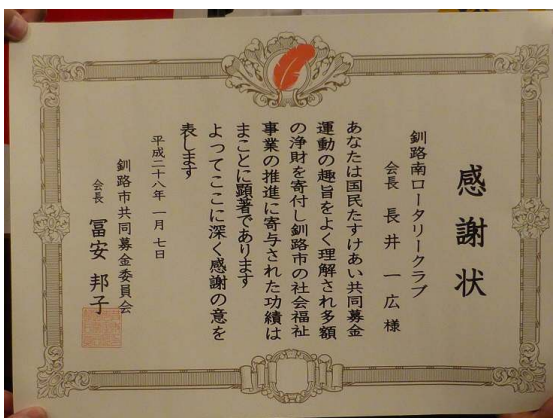 感謝状
釧路南ロータリークラブ
会長 長井一広様
あなたは国民たすけあい共同募金
運動の趣旨をよく理解され多額
の浄財を寄付し釧路市の社会福祉
事業の推進に寄与された功績は
まことに顕著であります
よってここに深く感謝の意を
表します
平成二十八年一月七日
釧路市共同募金委員会
会長 冨安邦子